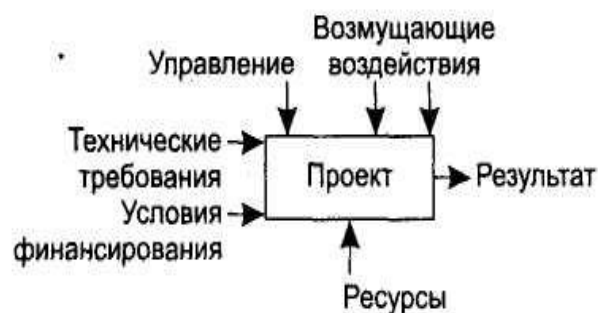 Возмущающие
Управление воздействия
Технические
требования
Проект
Результат
Условия
финансирования
Ресурсы